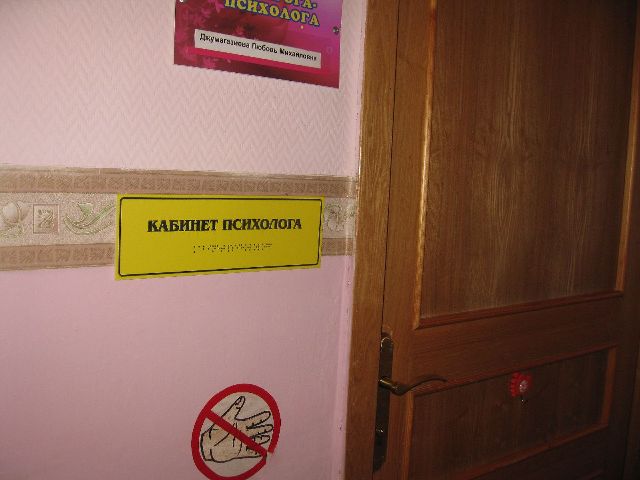 ПСИХОЛОГА
Джумагазиева Любовь Михайловна
КАБИНЕТ ПСИХОЛОГА